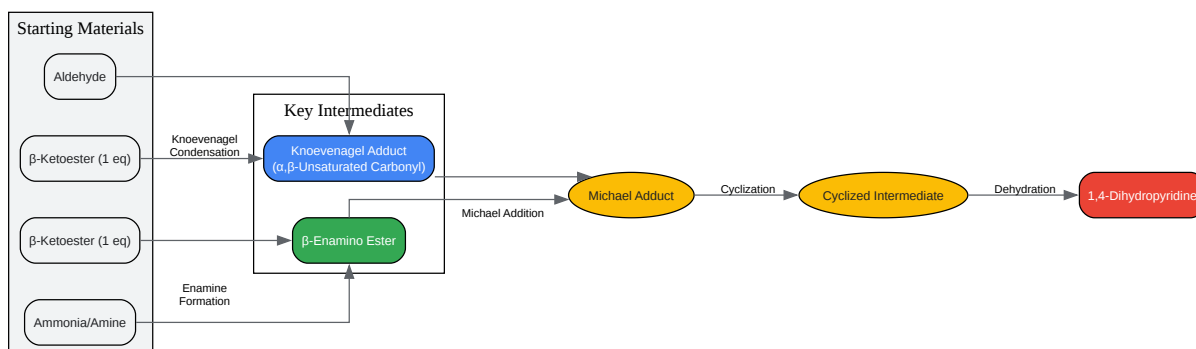 Starting Materials
Aldehyde
β-Ketoester (1 eq)
β-Ketoester (1 eq)
Ammonia/Amine
Knoevenagel
Condensation
Enamine
Formation
Key Intermediates
Knoevenagel Adduct
(α,β-Unsaturated Carbonyl)
β-Enamino Ester
Michael Addition
Michael Adduct
Cyclization
Cyclized Intermediate
Dehydration
1,4-Dihydropyridine